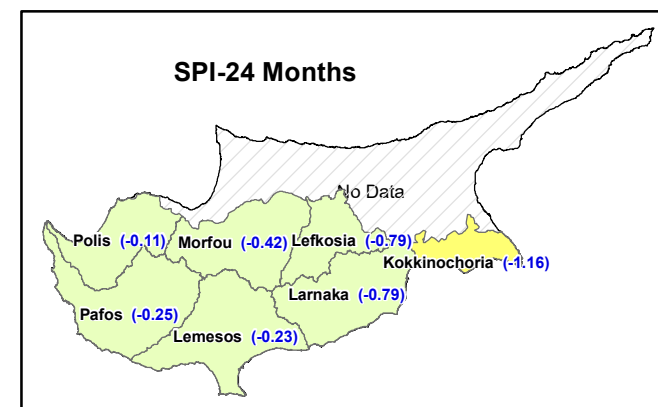 SPI-24 Months
No Data
Polis (-0.11)
Morfou (-0.42)
Lefkosia (-0.79)
Kokkinochoria (-1.16)
Larnaka (-0.79)
Pafos (-0.25)
Lemesos (-0.23)